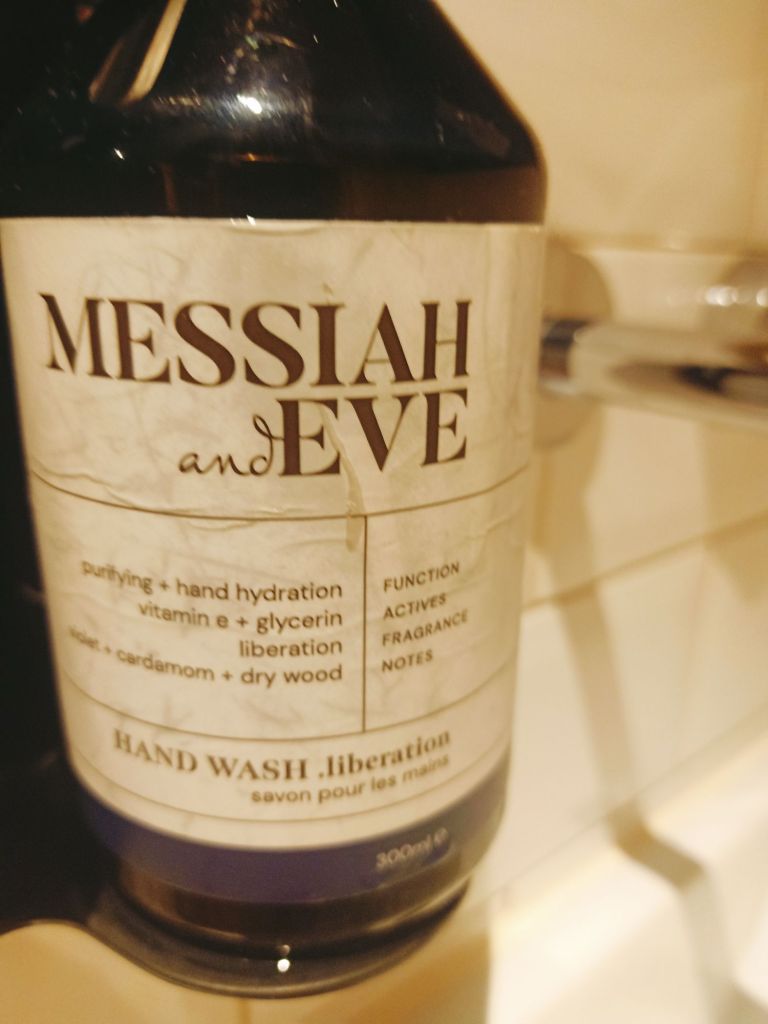 MESSIAH
and EVE
purifying + hand hydration
vitamin e + glycerin
liberation
violet + cardamom + dry wood
FUNCTION
ACTIVES
FRAGRANCE
NOTES
HAND WASH .liberation
savon pour les mains
300ml ℮